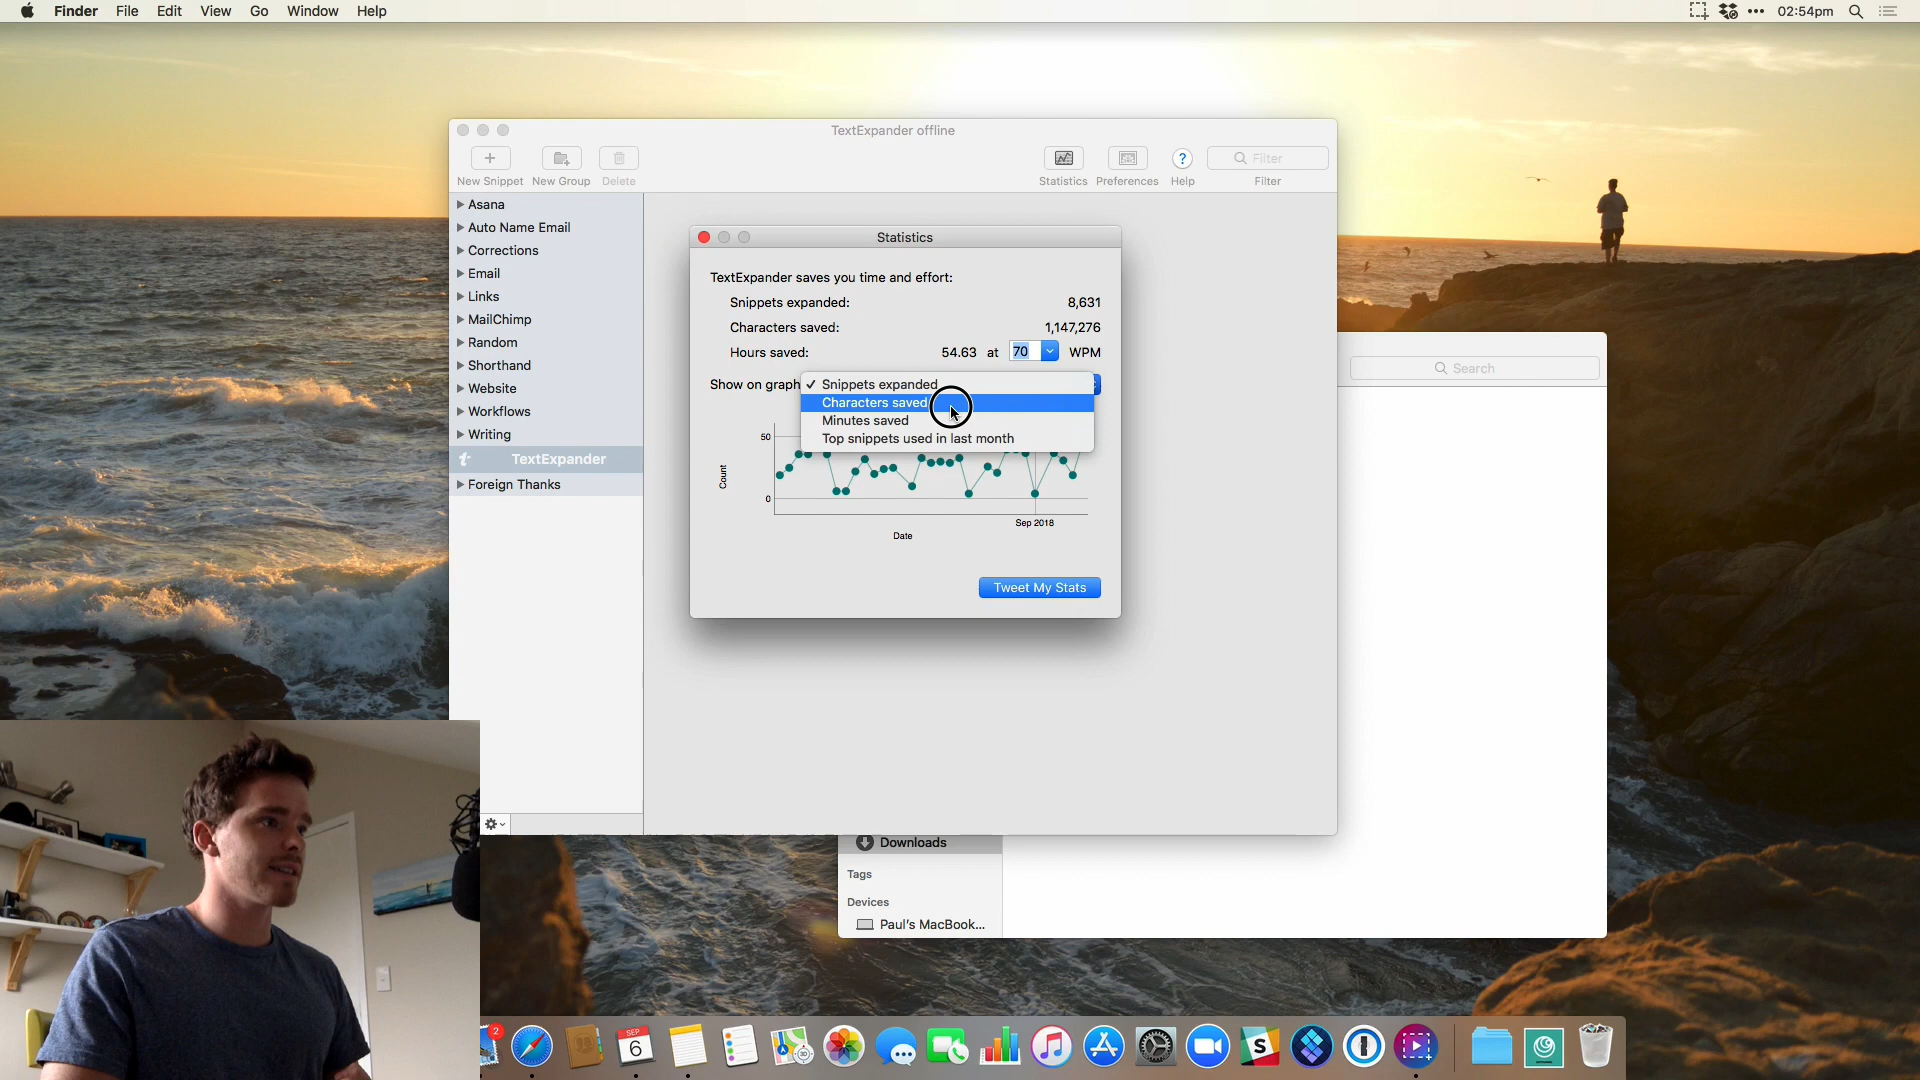 Finder File Edit View Go Window Help 02:54pm
TextExpander offline
Filter
New Snippet New Group Delete Statistics Preferences Help Filter
Asana
Auto Name Email
Corrections
Email
Links
MailChimp
Random
Shorthand
Website
Workflows
Writing
TextExpander
Foreign Thanks
Statistics
TextExpander saves you time and effort:
Snippets expanded: 8,631
Characters saved: 1,147,276
Hours saved: 54.63 at 70 WPM
Show on graph
✓ Snippets expanded
Characters saved
Minutes saved
Top snippets used in last month
50
Count
0
Sep 2018
Date
Tweet My Stats
Search
Downloads
Tags
Devices
Paul's MacBook...
2
SEP
6
3D
S